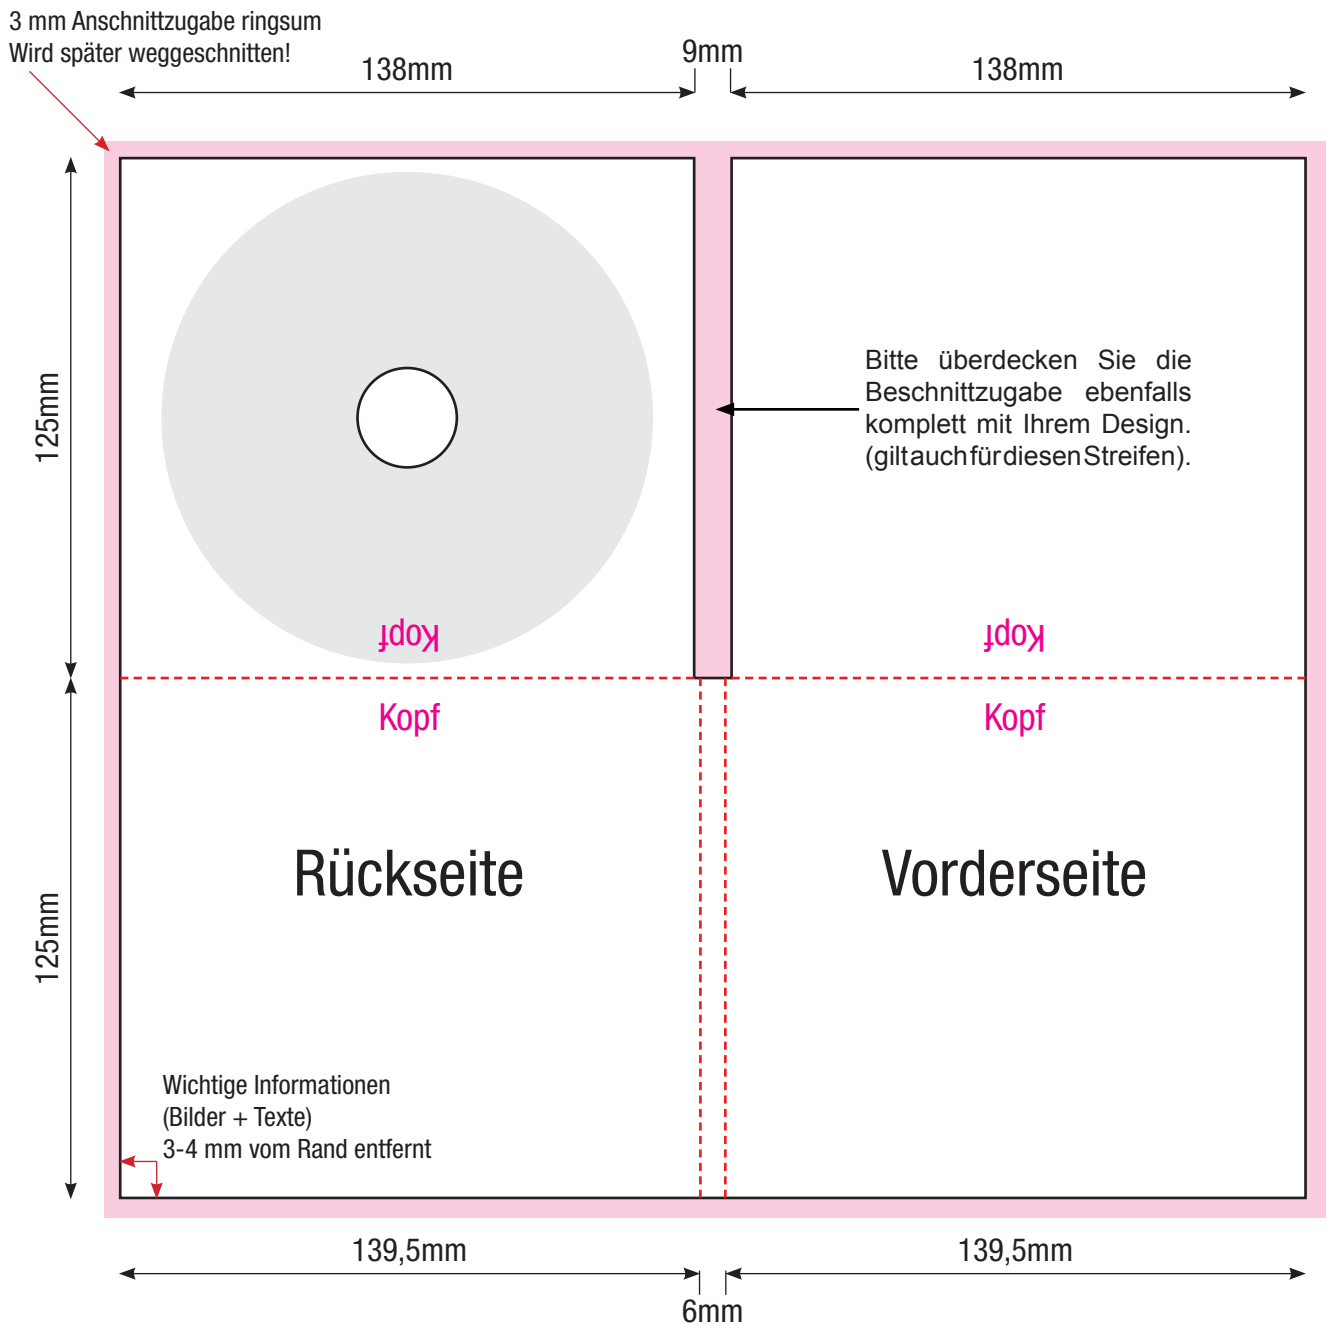 3 mm Anschnittzugabe ringsum
Wird später weggeschnitten!
138mm
9mm
138mm
125mm
Bitte überdecken Sie die
Beschnittzugabe ebenfalls
komplett mit Ihrem Design.
(gilt auch für diesen Streifen).
Kopf
Kopf
Kopf
Kopf
Rückseite
Vorderseite
125mm
Wichtige Informationen
(Bilder + Texte)
3-4 mm vom Rand entfernt
139,5mm
139,5mm
6mm